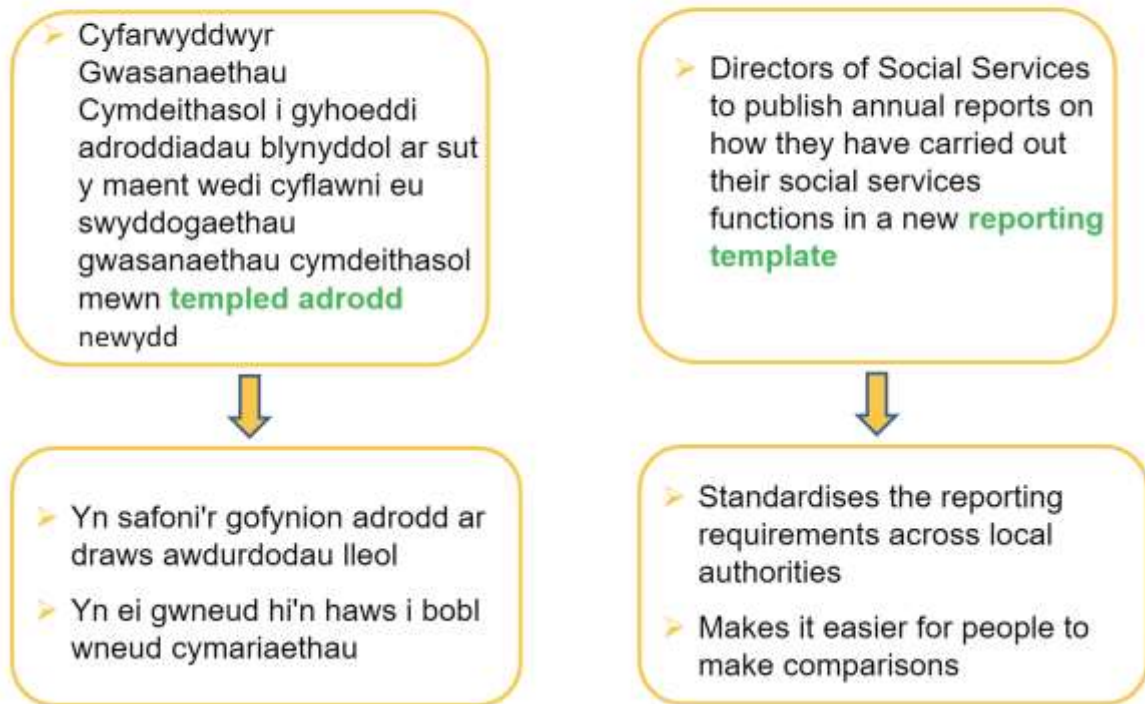 Cyfarwyddwyr
Gwasanaethau
Cymdeithasol i gyhoeddi
adroddiadau blynyddol ar sut
y maent wedi cyflawni eu
swyddogaethau
gwasanaethau cymdeithasol
mewn templed adrodd
newydd
Yn safoni'r gofynion adrodd ar
draws awdurdodau lleol
Yn ei gwneud hi'n haws i bobl
wneud cymariaethau
Directors of Social Services
to publish annual reports on
how they have carried out
their social services
functions in a new reporting
template
Standardises the reporting
requirements across local
authorities
Makes it easier for people to
make comparisons